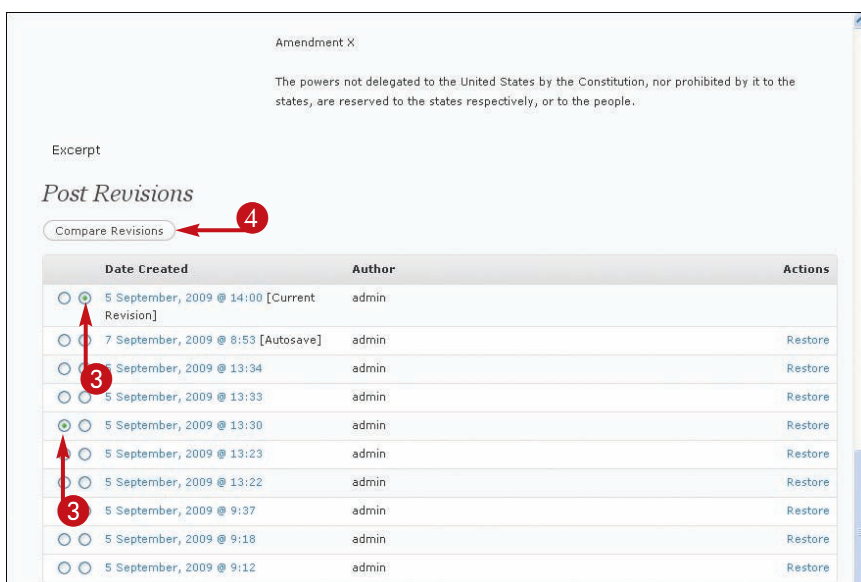 Amendment X
The powers not delegated to the United States by the Constitution, nor prohibited by it to the
states, are reserved to the states respectively, or to the people.
Excerpt
Post Revisions
Compare Revisions 4
Date Created Author Actions
5 September, 2009 @ 14:00 [Current admin
Revision]
7 September, 2009 @ 8:53 [Autosave] admin Restore
5 September, 2009 @ 13:34 admin Restore
3
5 September, 2009 @ 13:33 admin Restore
5 September, 2009 @ 13:30 admin Restore
5 September, 2009 @ 13:23 admin Restore
5 September, 2009 @ 13:22 admin Restore
3 5 September, 2009 @ 9:37 admin Restore
5 September, 2009 @ 9:18 admin Restore
5 September, 2009 @ 9:12 admin Restore